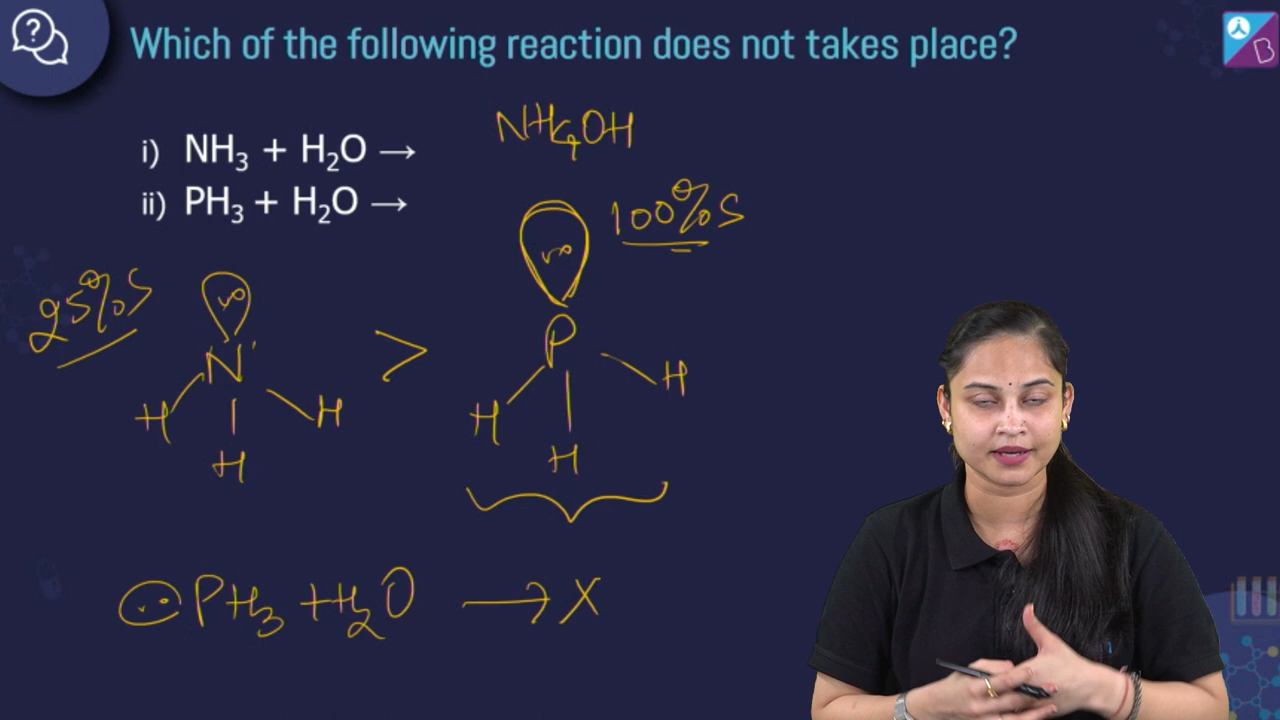 Which of the following reaction does not takes place?
i) NH₃ + H₂O →
NH₄OH
ii) PH₃ + H₂O →
100%S
25%S
N
H
H
H
>
P
H
H
H
PH₃ + H₂O → X
B